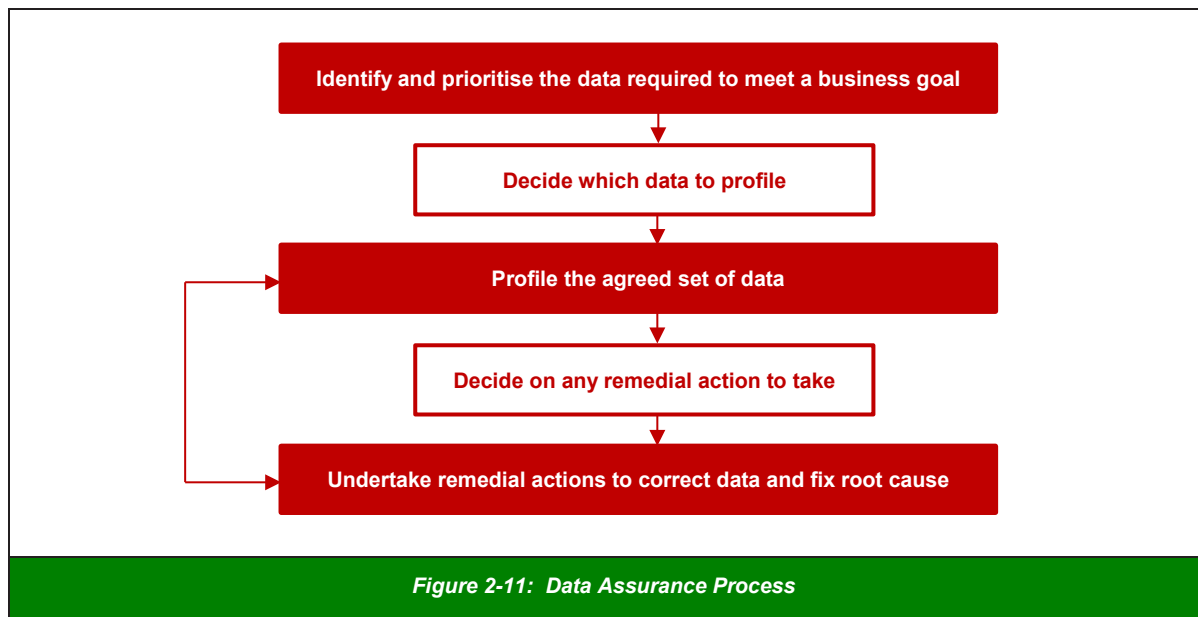 Identify and prioritise the data required to meet a business goal
Decide which data to profile
Profile the agreed set of data
Decide on any remedial action to take
Undertake remedial actions to correct data and fix root cause
Figure 2-11: Data Assurance Process